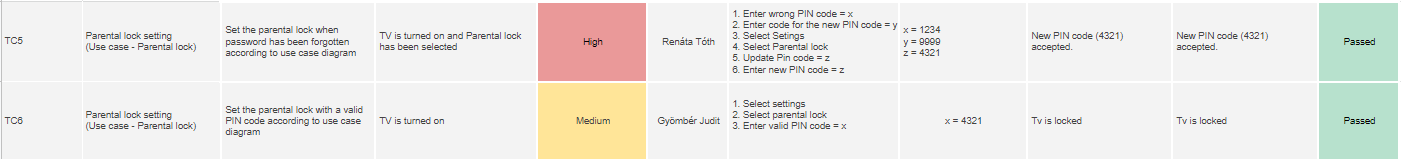 TC5
Parental lock setting
(Use case - Parental lock)
Set the parental lock when
password has been forgotten
according to use case diagram
TV is turned on and Parental lock
has been selected
High
Renáta Tóth
1. Enter wrong PIN code = x
2. Enter code for the new PIN code = y
3. Select Setings
4. Select Parental lock
5. Update Pin code = z
6. Enter new PIN code = z
x = 1234
y = 9999
z = 4321
New PIN code (4321)
accepted.
New PIN code (4321)
accepted.
Passed
TC6
Parental lock setting
(Use case - Parental lock)
Set the parental lock with a valid
PIN code according to use case
diagram
TV is turned on
Medium
Gyömbér Judit
1. Select settings
2. Select parental lock
3. Enter valid PIN code = x
x = 4321
Tv is locked
Tv is locked
Passed